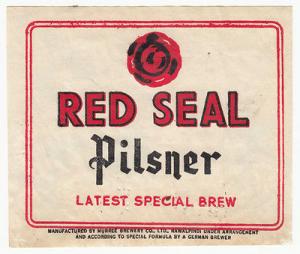 RED SEAL
Pilsner
LATEST SPECIAL BREW
MANUFACTURED BY MURREE BREWERY CO., LTD., RAWALPINDI UNDER ARRANGEMENT
AND ACCORDING TO SPECIAL FORMULA BY A GERMAN BREWER